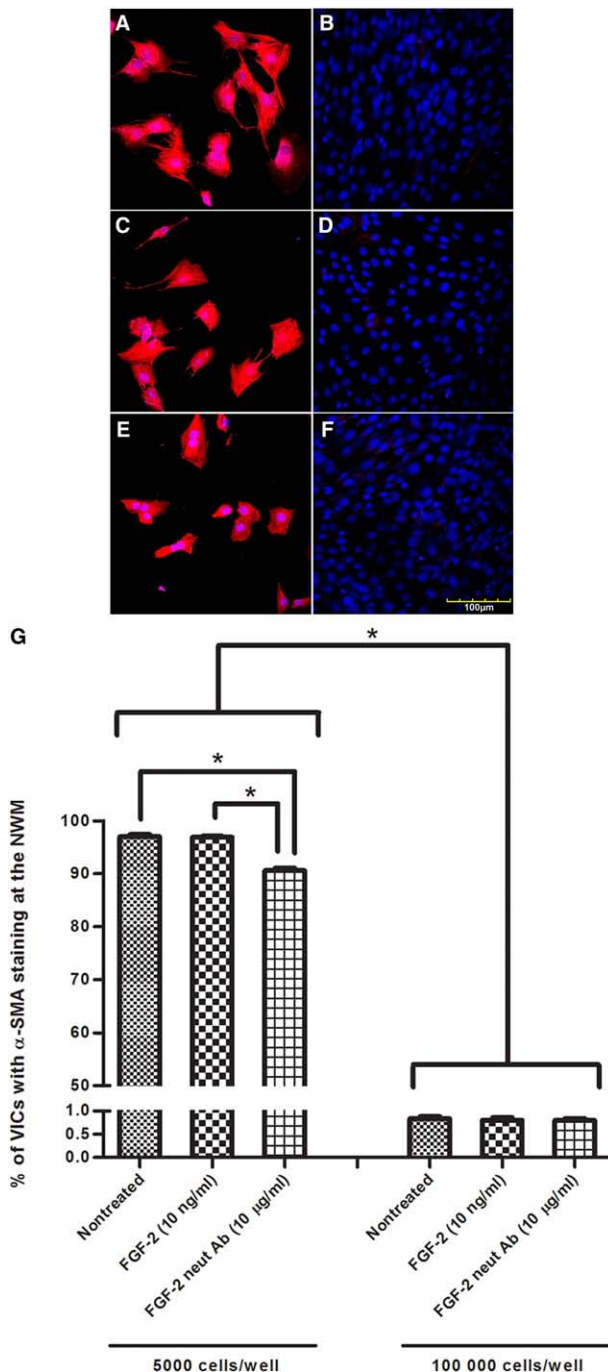 A
B
C
D
E
F
100µm
G
*
*
*
% of VICs with α-SMA staining at the NWM
100
90
80
70
60
50
1.0
0.5
0.0
Nontreated
FGF-2 (10 ng/ml)
FGF-2 neut Ab (10 µg/ml)
Nontreated
FGF-2 (10 ng/ml)
FGF-2 neut Ab (10 µg/ml)
5000 cells/well
100 000 cells/well